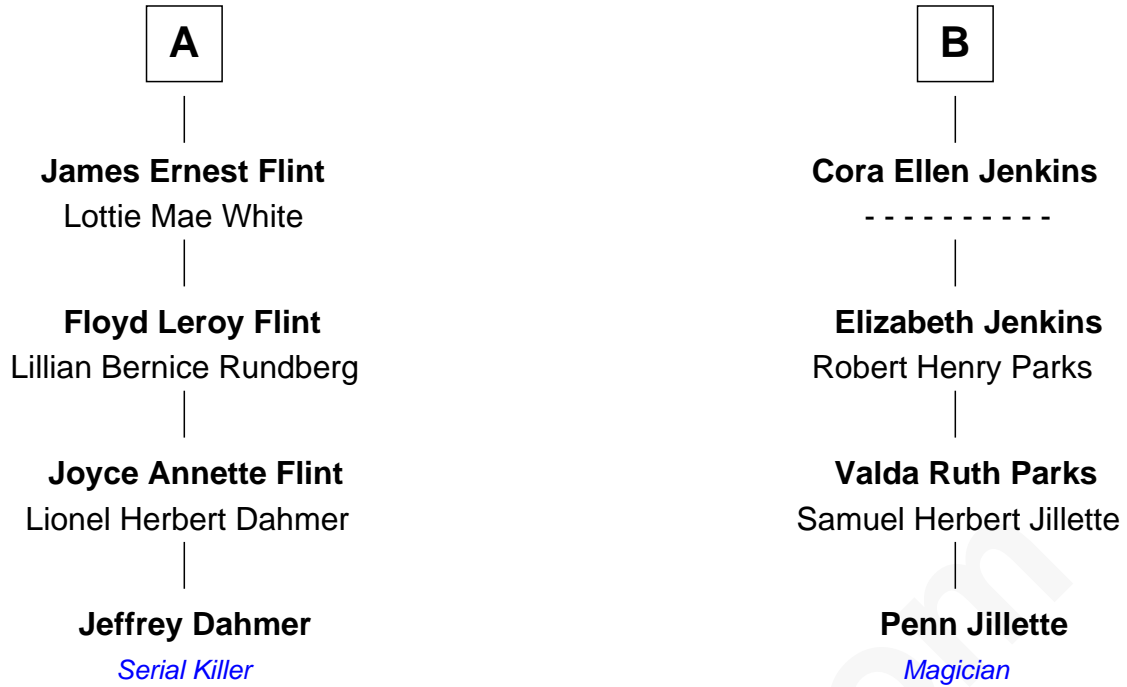 A
B
James Ernest Flint
Lottie Mae White
Cora Ellen Jenkins
- - - - - - - - - -
Floyd Leroy Flint
Lillian Bernice Rundberg
Elizabeth Jenkins
Robert Henry Parks
Joyce Annette Flint
Lionel Herbert Dahmer
Valda Ruth Parks
Samuel Herbert Jillette
Jeffrey Dahmer
Serial Killer
Penn Jillette
Magician